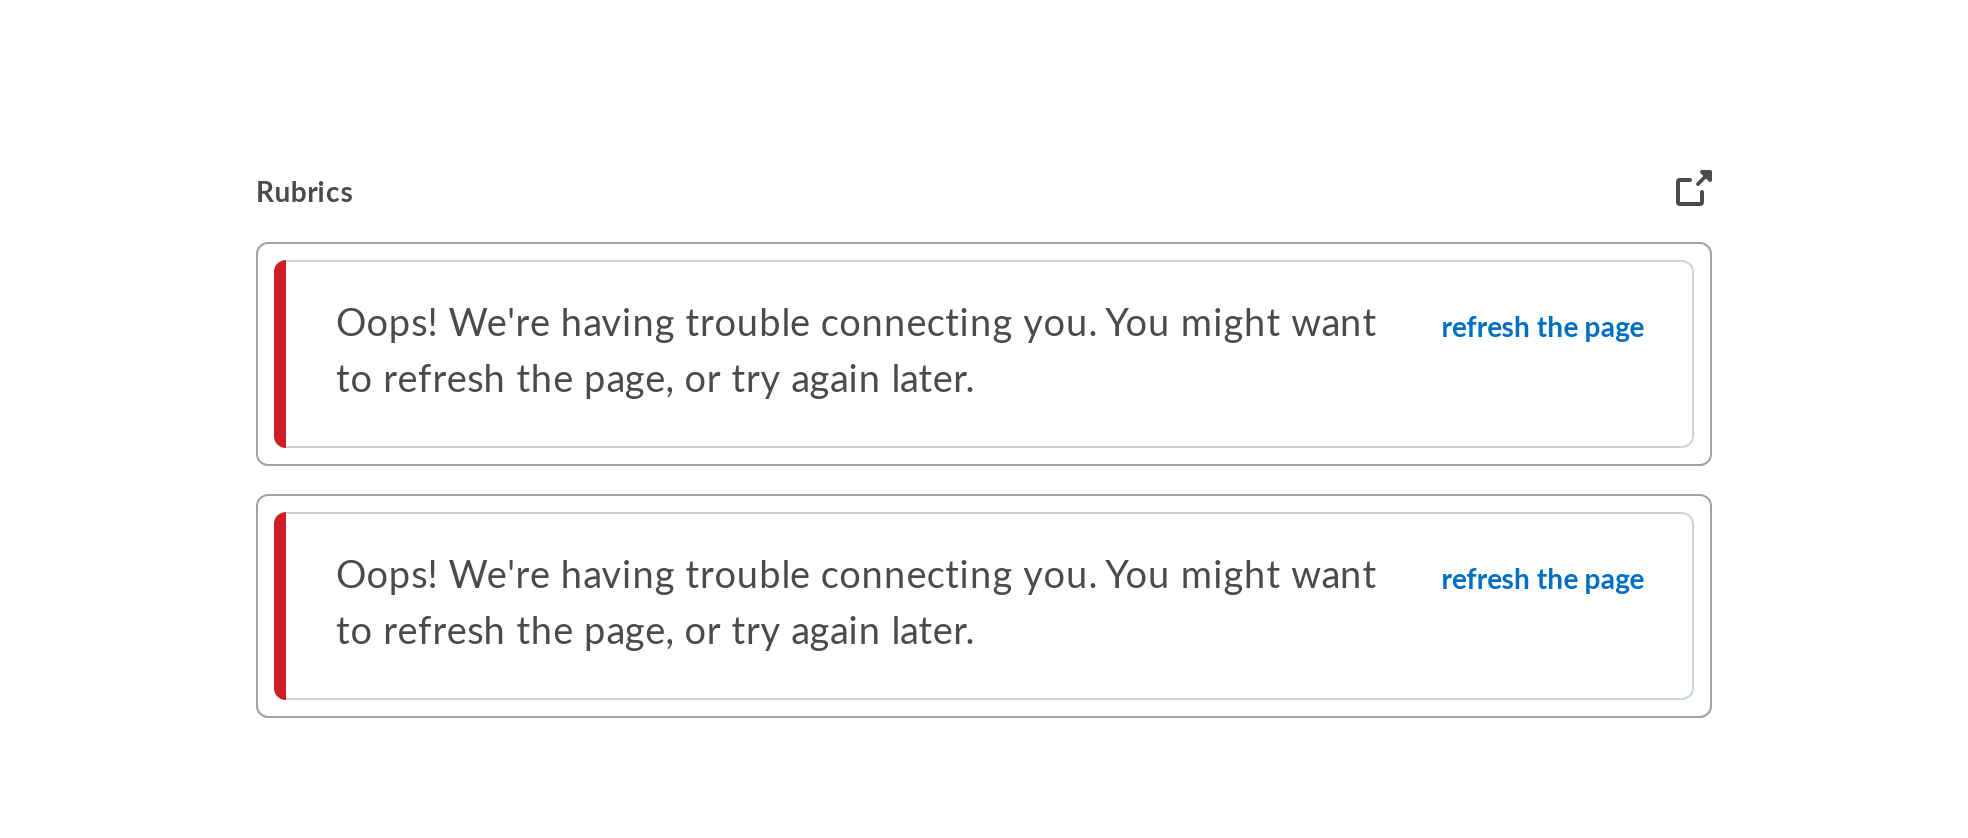 Rubrics
Oops! We're having trouble connecting you. You might want
to refresh the page, or try again later.
refresh the page
Oops! We're having trouble connecting you. You might want
to refresh the page, or try again later.
refresh the page